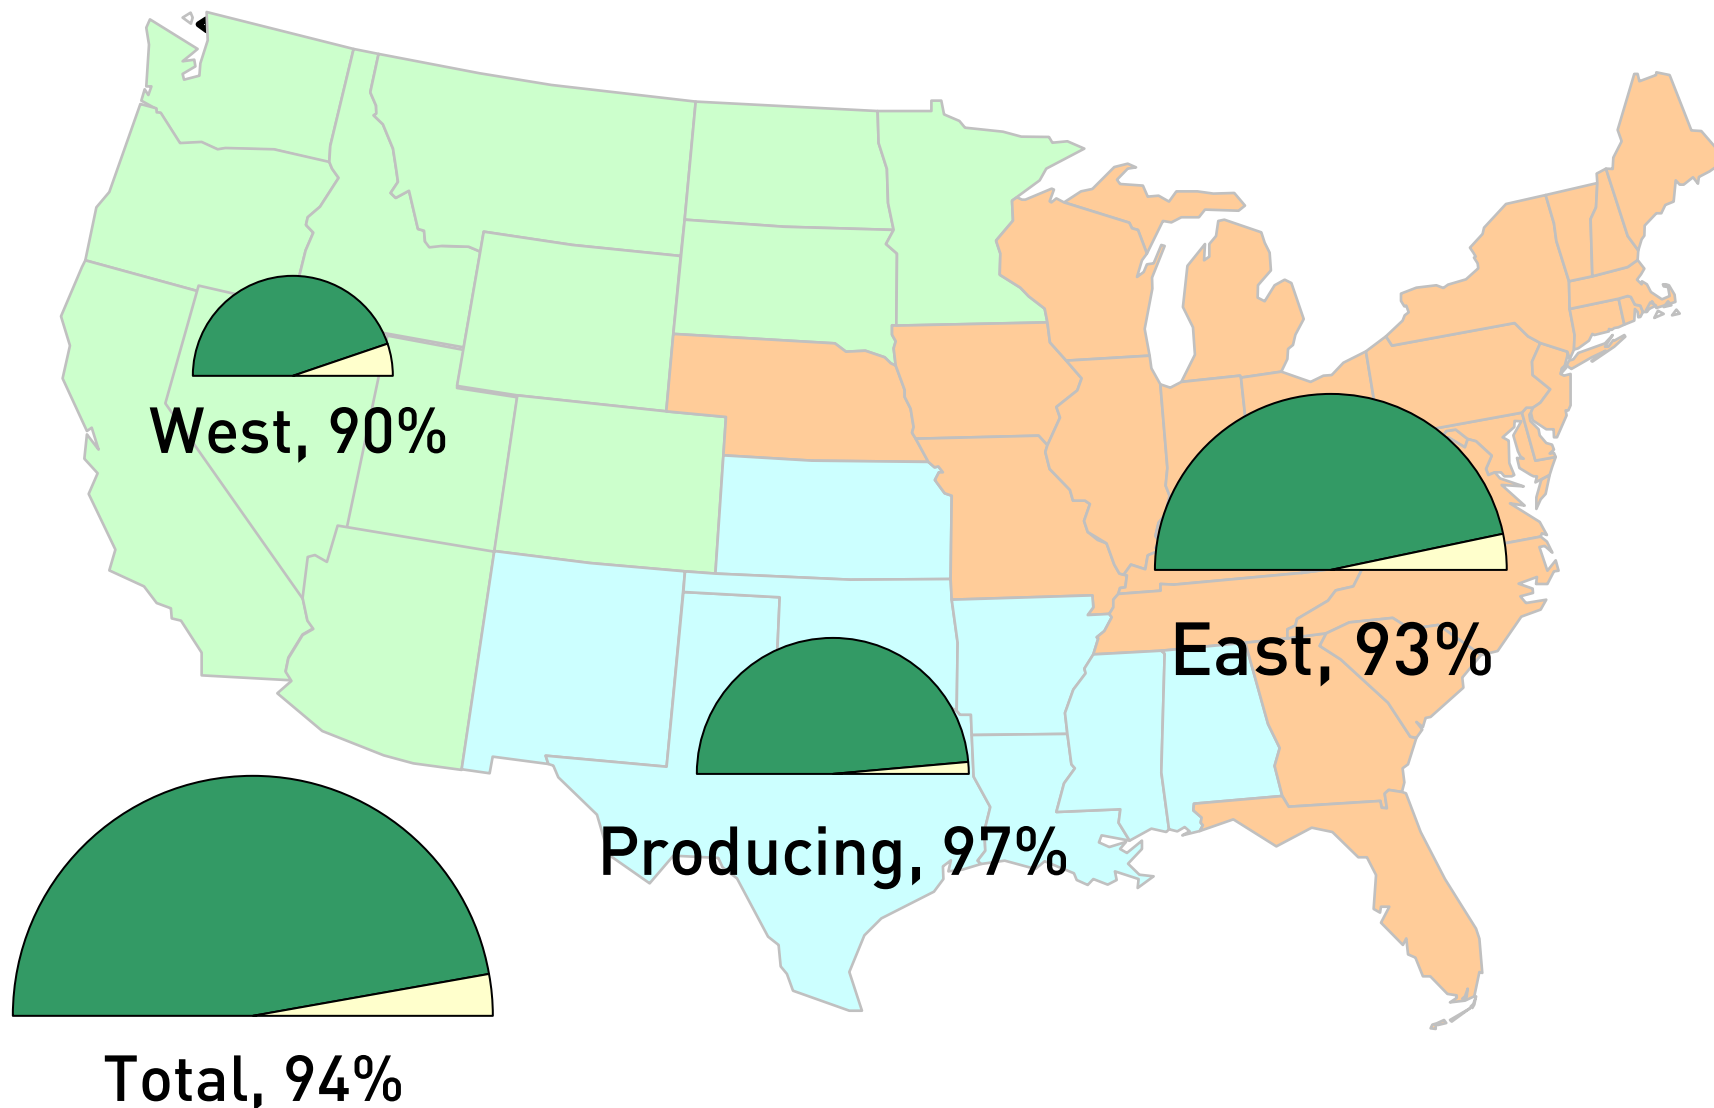 West, 90%
East, 93%
Producing, 97%
Total, 94%